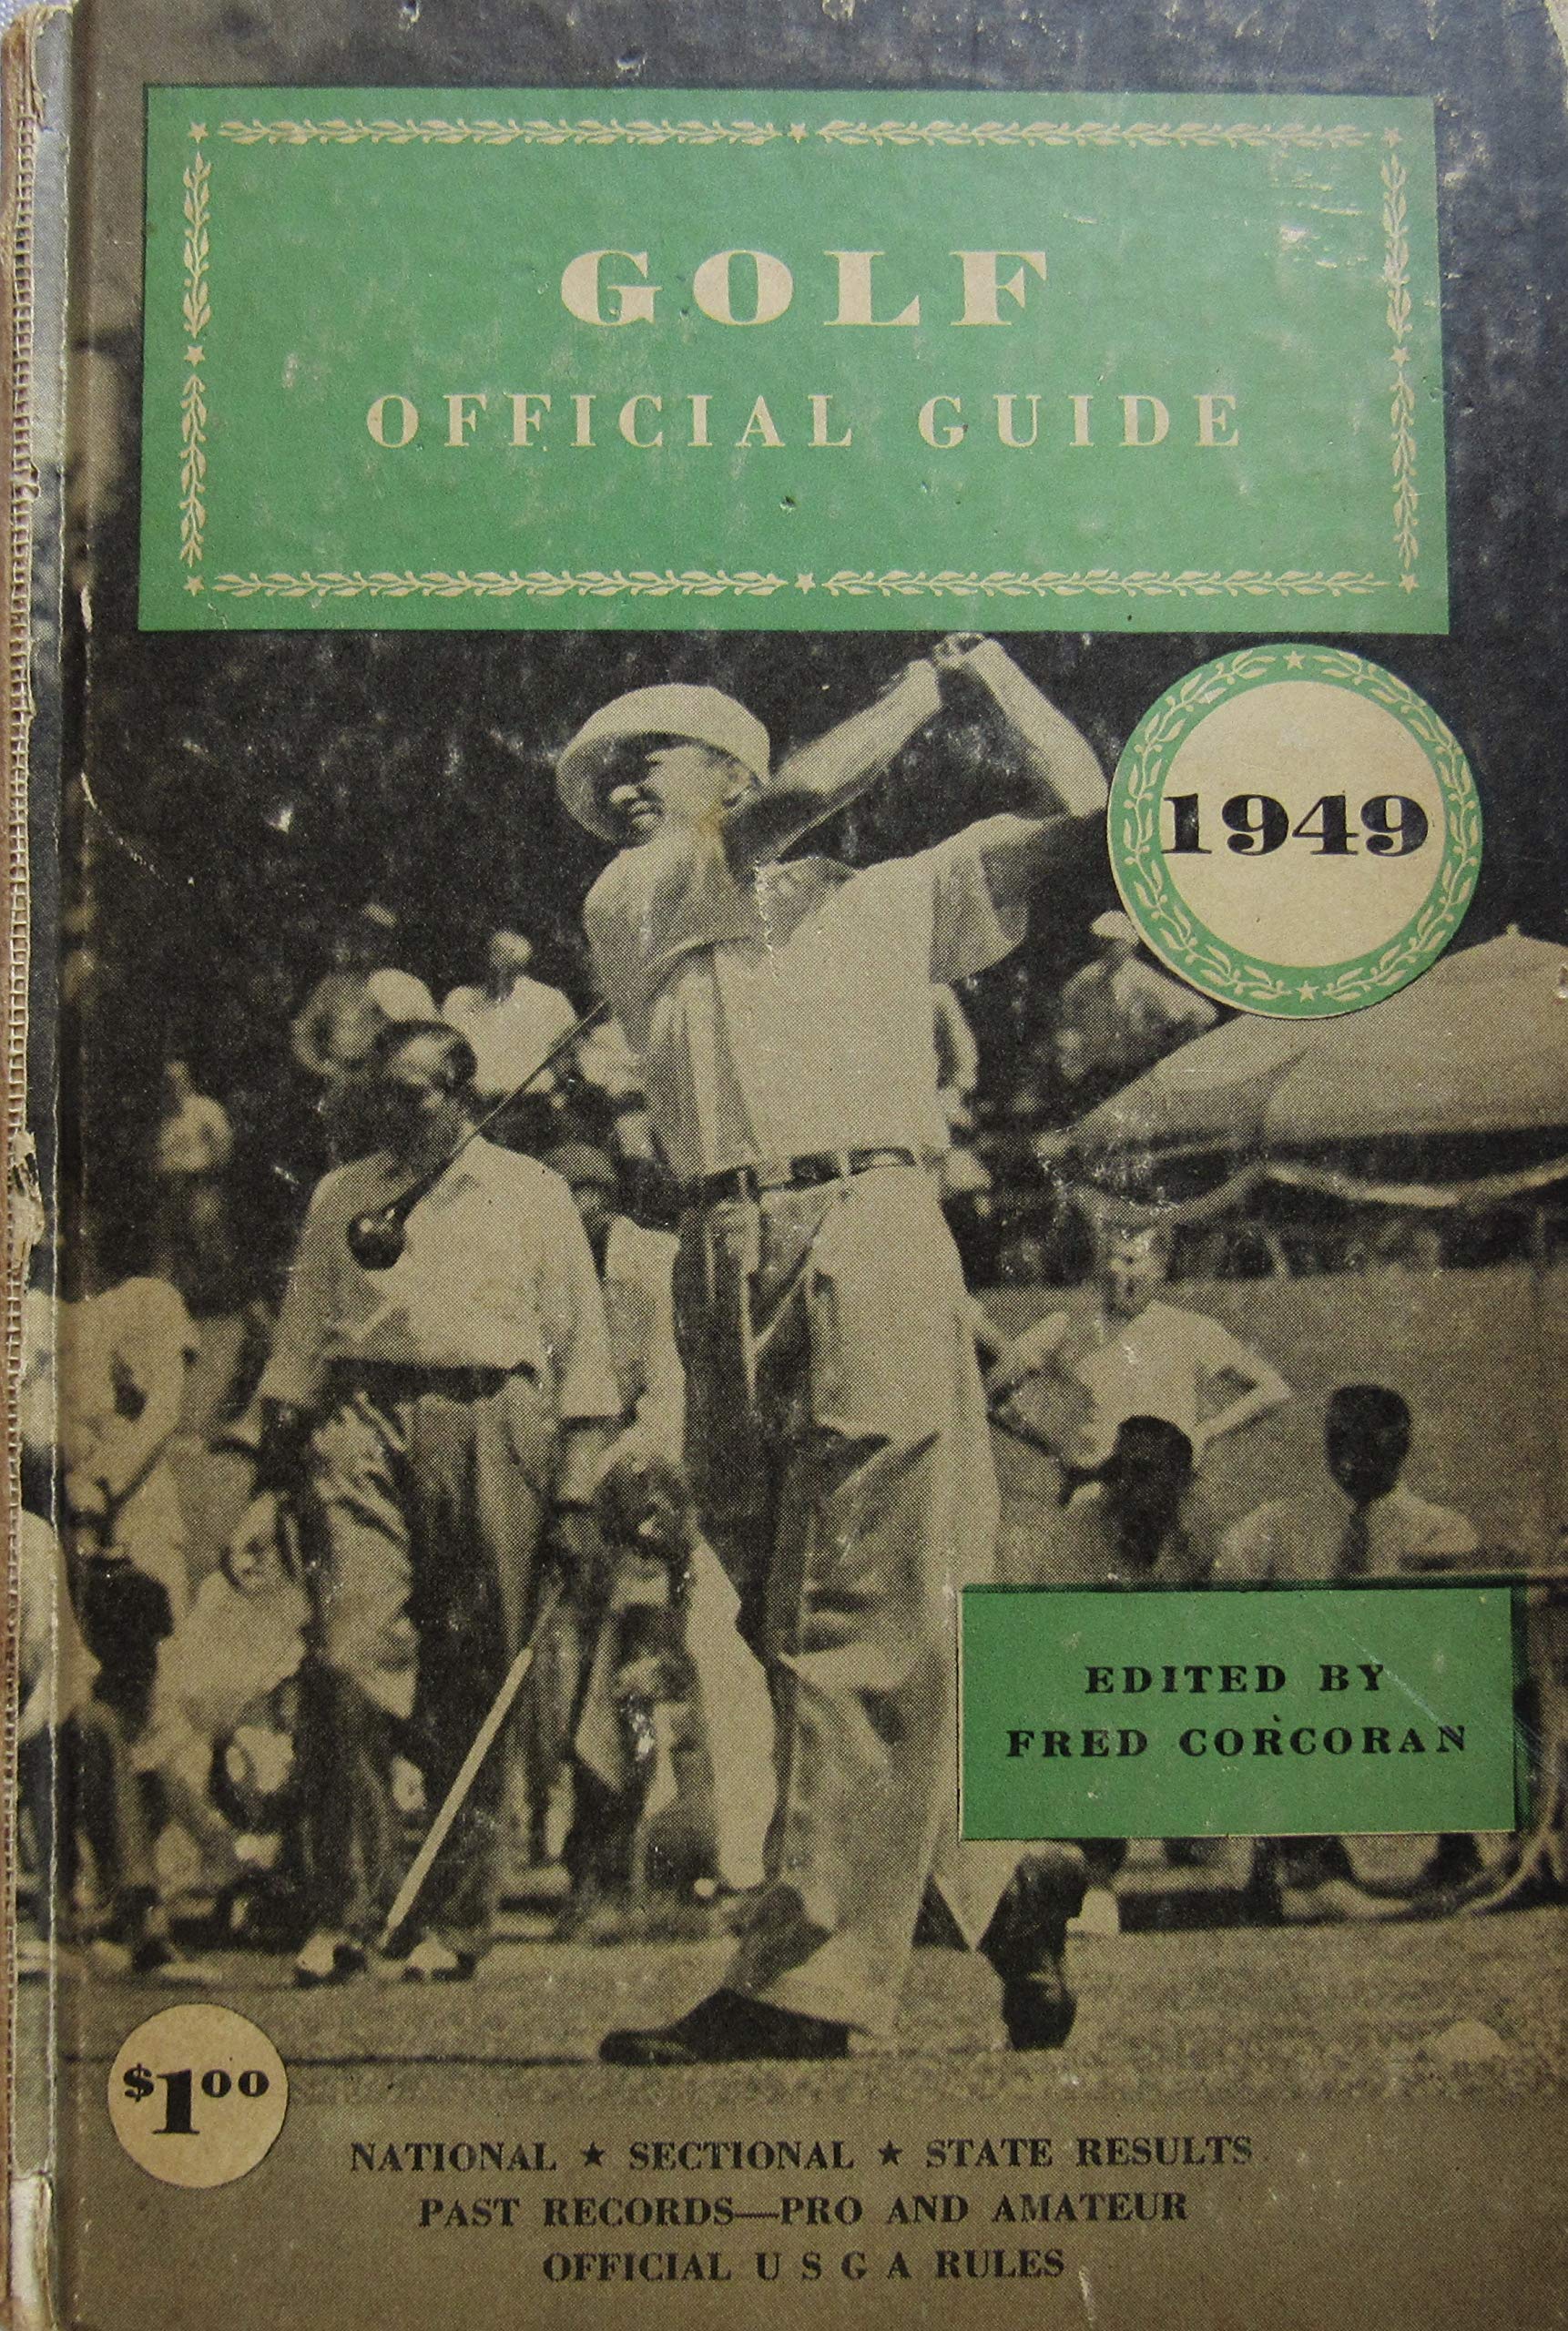 GOLF
OFFICIAL GUIDE
1949
EDITED BY
FRED CORCORAN
$1.00
NATIONAL ★ SECTIONAL ★ STATE RESULTS
PAST RECORDS—PRO AND AMATEUR
OFFICIAL U S G A RULES